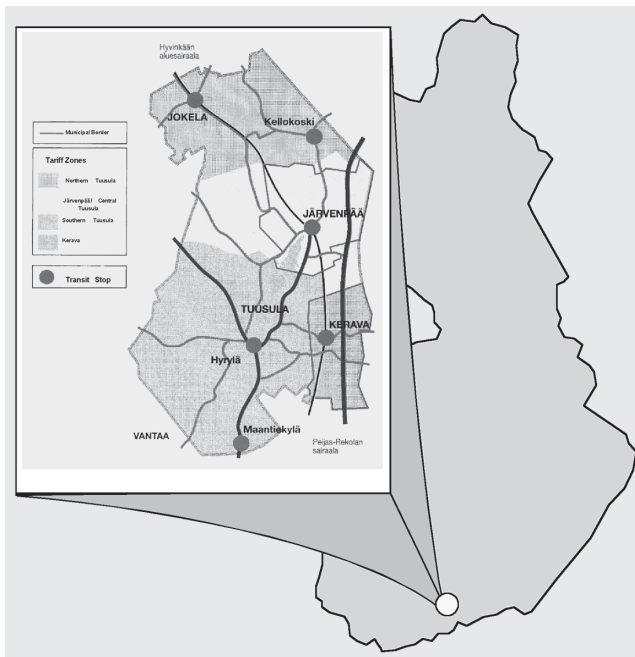 Hyvinkään
aluesairaala
JOKELA
Kellokoski
Municipal Border
Tariff Zones
Northern Tuusula
Järvenpää/ Central
Tuusula
Southern Tuusula
Kerava
Transit Stop
JÄRVENPÄÄ
TUUSULA
KERAVA
Hyrylä
Maantiekylä
VANTAA
Peijas-Rekolan
sairaala